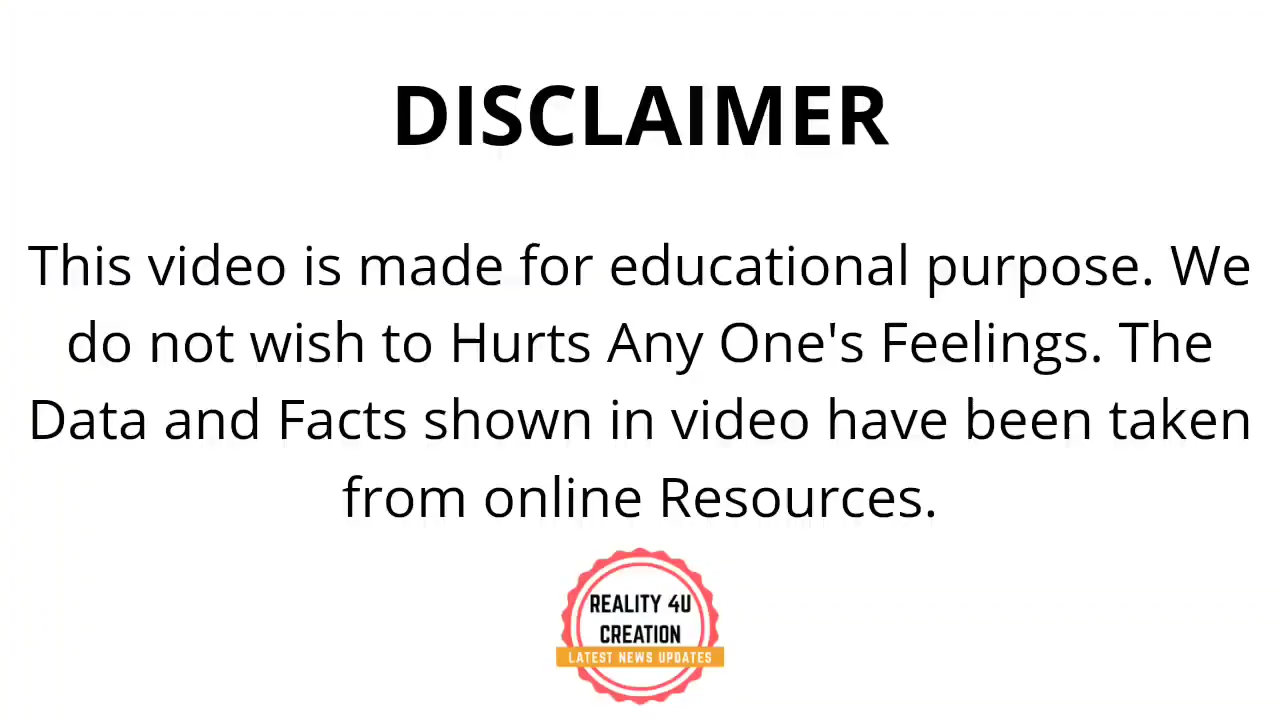 DISCLAIMER
This video is made for educational purpose. We
do not wish to Hurts Any One's Feelings. The
Data and Facts shown in video have been taken
from online Resources.
REALITY 4U
CREATION
LATEST NEWS UPDATES